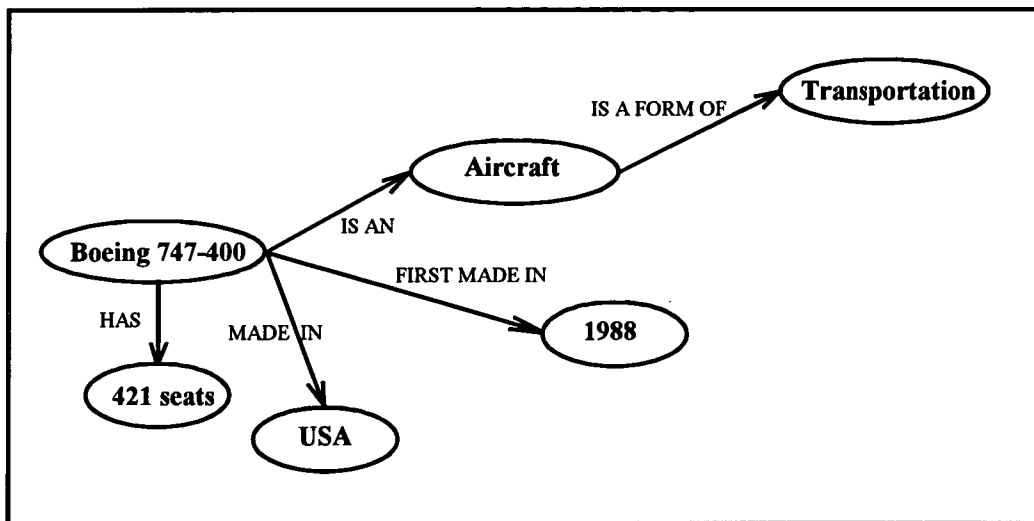 Transportation
IS A FORM OF
Aircraft
IS AN
Boeing 747-400
FIRST MADE IN
HAS
MADE IN
1988
421 seats
USA